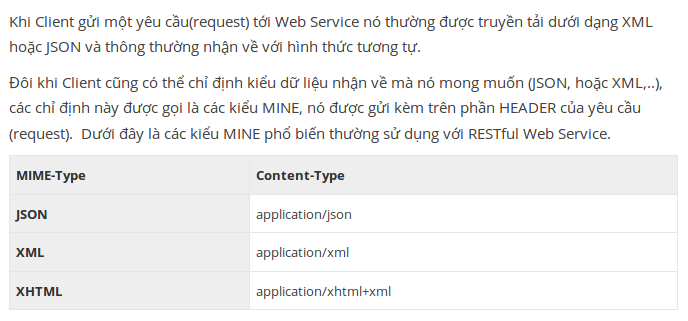 Khi Client gửi một yêu cầu(request) tới Web Service nó thường được truyền tải dưới dạng XML
hoặc JSON và thông thường nhận về với hình thức tương tự.
Đôi khi Client cũng có thể chỉ định kiểu dữ liệu nhận về mà nó mong muốn (JSON, hoặc XML,..),
các chỉ định này được gọi là các kiểu MINE, nó được gửi kèm trên phần HEADER của yêu cầu
(request).  Dưới đây là các kiểu MINE phổ biến thường sử dụng với RESTful Web Service.
MIME-Type Content-Type
JSON application/json
XML application/xml
XHTML application/xhtml+xml